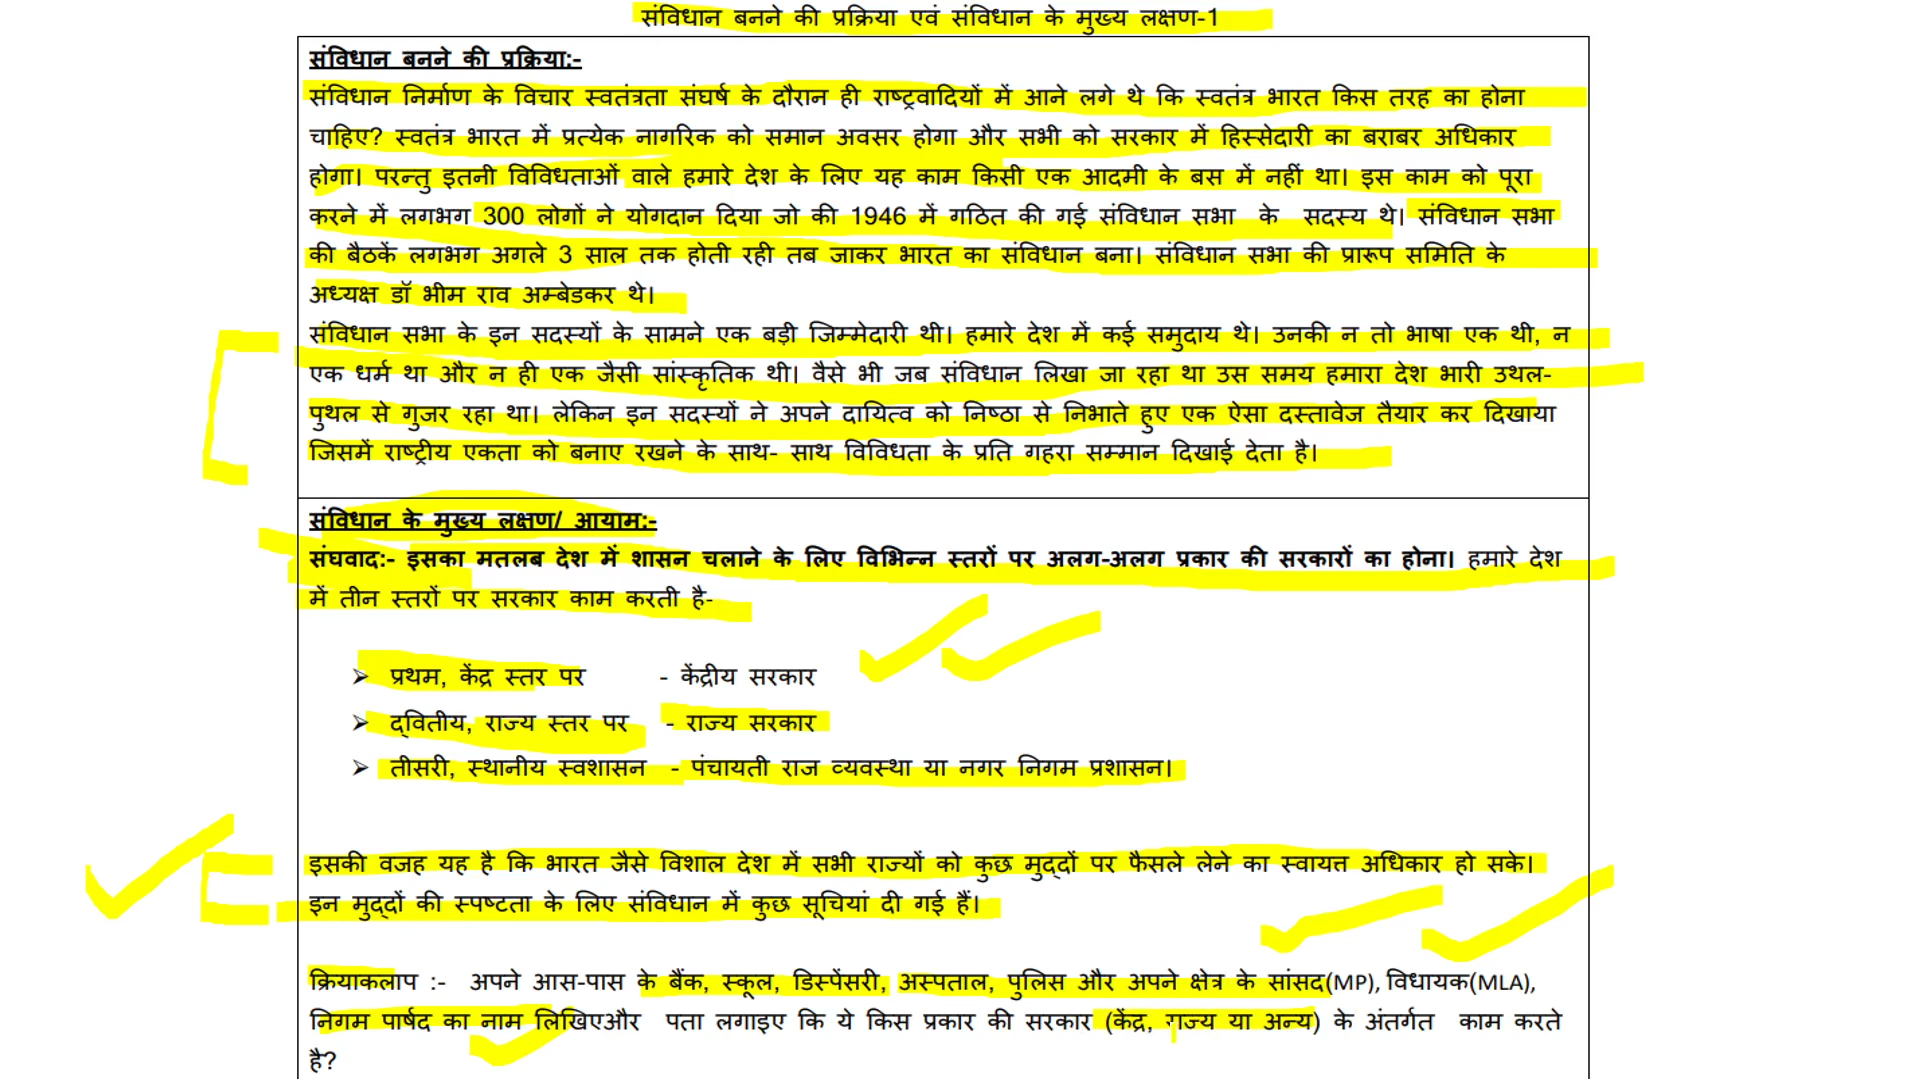 संविधान बनने की प्रक्रिया एवं संविधान के मुख्य लक्षण-1
संविधान बनने की प्रक्रिया:-
संविधान निर्माण के विचार स्वतंत्रता संघर्ष के दौरान ही राष्ट्रवादियों में आने लगे थे कि स्वतंत्र भारत किस तरह का होना
चाहिए? स्वतंत्र भारत में प्रत्येक नागरिक को समान अवसर होगा और सभी को सरकार में हिस्सेदारी का बराबर अधिकार
होगा। परन्तु इतनी विविधताओं वाले हमारे देश के लिए यह काम किसी एक आदमी के बस में नहीं था। इस काम को पूरा
करने में लगभग 300 लोगों ने योगदान दिया जो की 1946 में गठित की गई संविधान सभा के सदस्य थे। संविधान सभा
की बैठकें लगभग अगले 3 साल तक होती रही तब जाकर भारत का संविधान बना। संविधान सभा की प्रारूप समिति के
अध्यक्ष डॉ भीम राव अम्बेडकर थे।
संविधान सभा के इन सदस्यों के सामने एक बड़ी जिम्मेदारी थी। हमारे देश में कई समुदाय थे। उनकी न तो भाषा एक थी, न
एक धर्म था और न ही एक जैसी सांस्कृतिक थी। वैसे भी जब संविधान लिखा जा रहा था उस समय हमारा देश भारी उथल-
पुथल से गुजर रहा था। लेकिन इन सदस्यों ने अपने दायित्व को निष्ठा से निभाते हुए एक ऐसा दस्तावेज तैयार कर दिखाया
जिसमें राष्ट्रीय एकता को बनाए रखने के साथ- साथ विविधता के प्रति गहरा सम्मान दिखाई देता है।
संविधान के मुख्य लक्षण/ आयाम:-
संघवाद:- इसका मतलब देश में शासन चलाने के लिए विभिन्न स्तरों पर अलग-अलग प्रकार की सरकारों का होना। हमारे देश
में तीन स्तरों पर सरकार काम करती है-
➢ प्रथम, केंद्र स्तर पर - केंद्रीय सरकार
➢ द्वितीय, राज्य स्तर पर - राज्य सरकार
➢ तीसरी, स्थानीय स्वशासन - पंचायती राज व्यवस्था या नगर निगम प्रशासन।
इसकी वजह यह है कि भारत जैसे विशाल देश में सभी राज्यों को कुछ मुद्दों पर फैसले लेने का स्वायत्त अधिकार हो सके।
इन मुद्दों की स्पष्टता के लिए संविधान में कुछ सूचियां दी गई हैं।
क्रियाकलाप :- अपने आस-पास के बैंक, स्कूल, डिस्पेंसरी, अस्पताल, पुलिस और अपने क्षेत्र के सांसद(MP), विधायक(MLA),
निगम पार्षद का नाम लिखिएऔर पता लगाइए कि ये किस प्रकार की सरकार (केंद्र, राज्य या अन्य) के अंतर्गत काम करते
है?